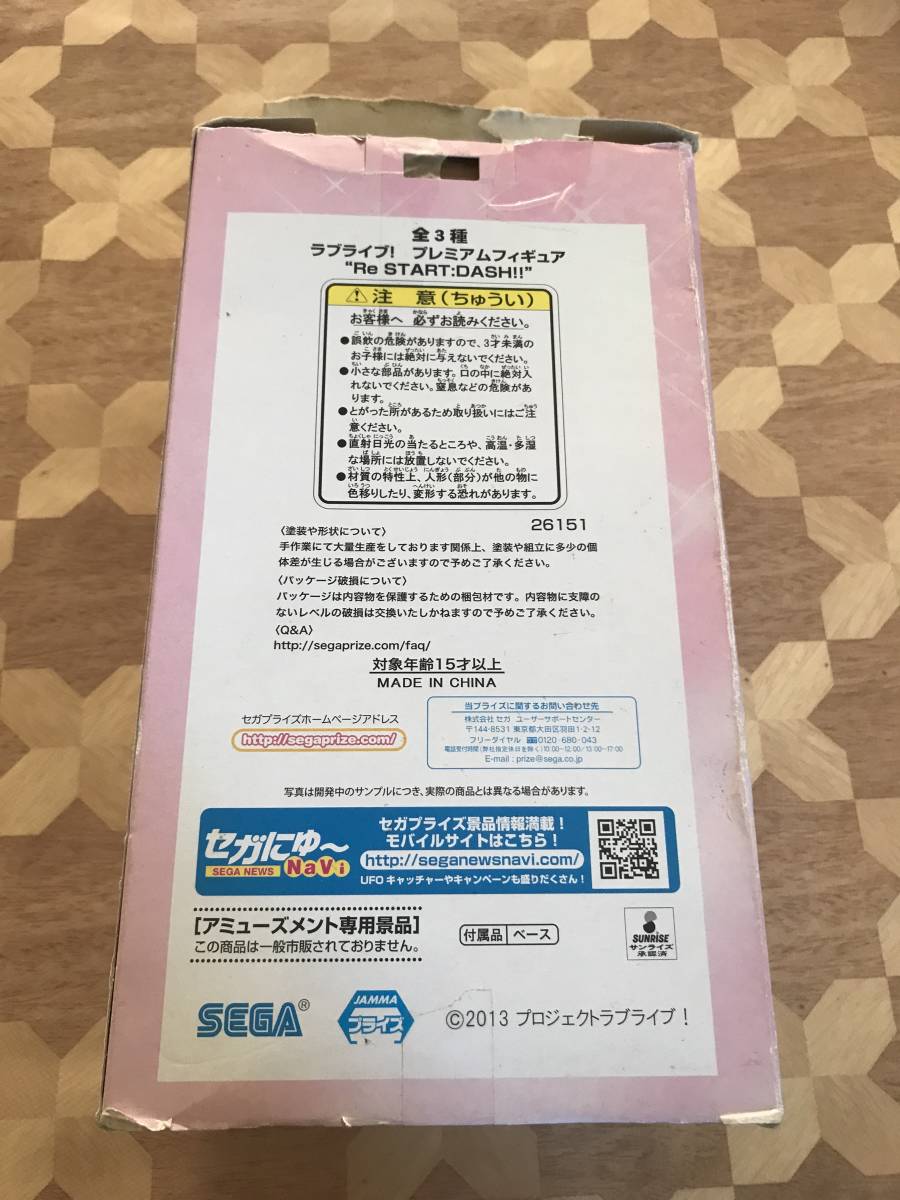 全3種
ラブライブ! プレミアムフィギュア
“Re START:DASH!!”
⚠注 意(ちゅうい)
お客様へ 必ずお読みください。
●誤飲の危険がありますので、3才未満の
お子様には絶対に与えないでください。
●小さな部品があります。口の中に絶対入
れないでください。窒息などの危険があ
ります。
●とがった所があるため取り扱いにはご注
意ください。
●直射日光の当たるところや、高温・多湿
な場所には放置しないでください。
●材質の特性上、人形(部分)が他の物に
色移りしたり、変形する恐れがあります。
26151
〈塗装や形状について〉
手作業にて大量生産をしております関係上、塗装や組立に多少の個
体差が生じる場合がございますので予めご了承ください。
〈パッケージ破損について〉
パッケージは内容物を保護するための梱包材です。内容物に支障の
ないレベルの破損は交換いたしかねますので予めご了承ください。
〈Q&A〉
http://segaprize.com/faq/
対象年齢15才以上
MADE IN CHINA
セガプライズホームページアドレス
http://segaprize.com/
当プライズに関するお問い合わせ先
株式会社 セガ ユーザーサポートセンター
〒144-8531 東京都大田区羽田1-2-12
フリーダイヤル 0120-680-043
電話受付時間(弊社指定休日を除く)10:00~12:00/13:00~17:00
E-mail : prize@sega.co.jp
写真は開発中のサンプルにつき、実際の商品とは異なる場合があります。
セガにゅ〜
SEGA NEWS NaVi
セガプライズ景品情報満載!
モバイルサイトはこちら!
http://seganewsnavi.com/
UFOキャッチャーやキャンペーンも盛りだくさん!
[アミューズメント専用景品]
この商品は一般市販されておりません。
付属品 ベース
SUNRISE
サンライズ
承認済
SEGA®
JAMMA
プライズ
©2013 プロジェクトラブライブ!